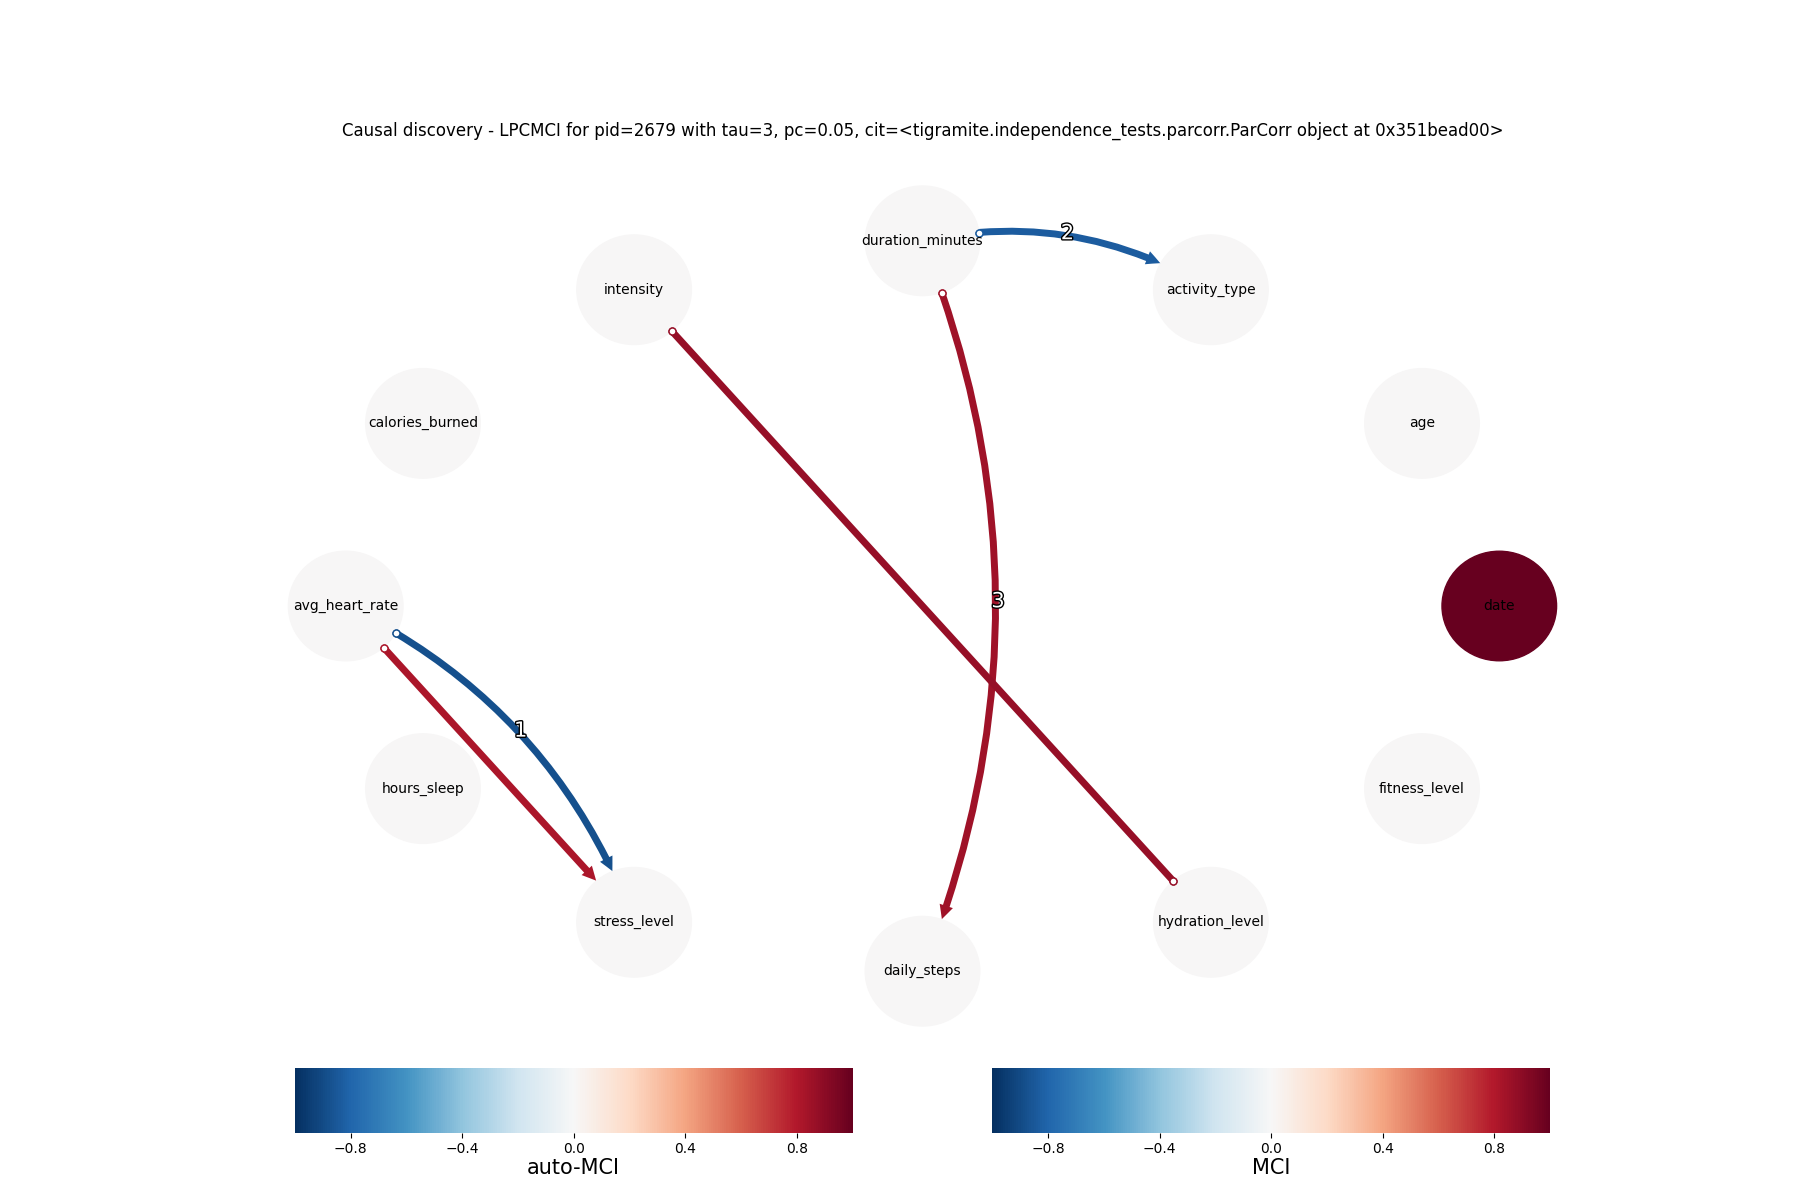 Causal discovery - LPCMCI for pid=2679 with tau=3, pc=0.05, cit=<tigramite.independence_tests.parcorr.ParCorr object at 0x351bead00>
2
duration_minutes
intensity
activity_type
calories_burned
age
3
avg_heart_rate
date
1
hours_sleep
fitness_level
stress_level
hydration_level
daily_steps
−0.8 −0.4 0.0 0.4 0.8
auto-MCI
−0.8 −0.4 0.0 0.4 0.8
MCI